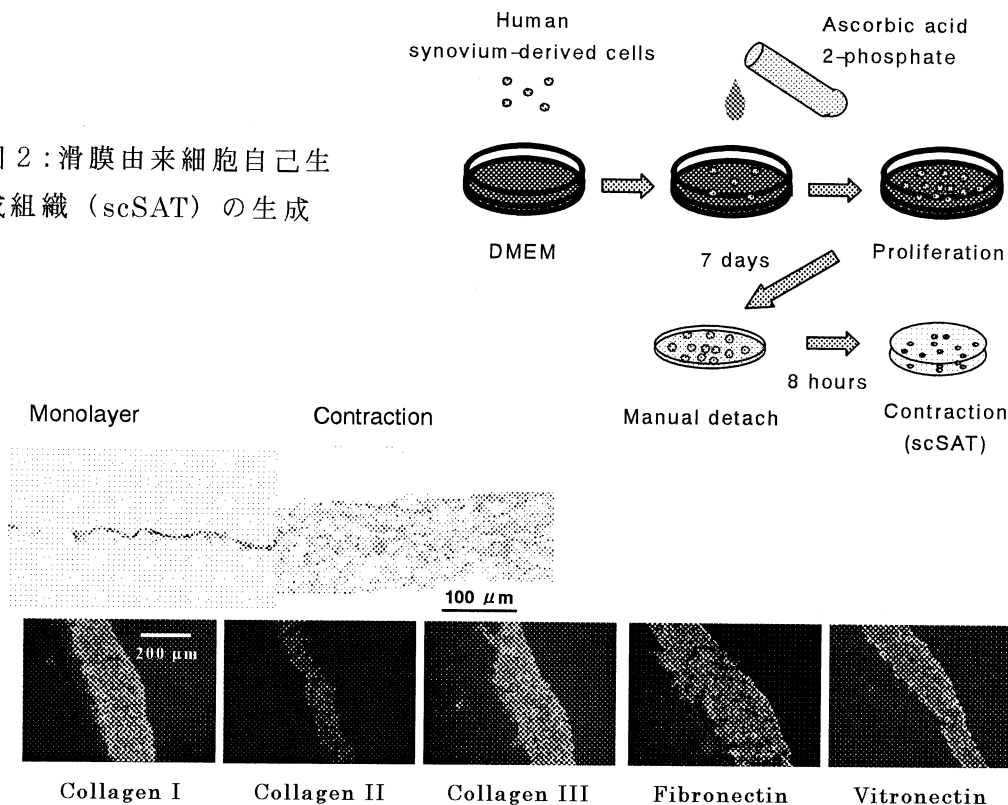 Human
synovium-derived cells
Ascorbic acid
2-phosphate
2:滑膜由来細胞自己生
成組織（scSAT）の生成
DMEM
7 days
Proliferation
8 hours
Manual detach
Contraction
(scSAT)
Monolayer
Contraction
100 μm
200 μm
Collagen I
Collagen II
Collagen III
Fibronectin
Vitronectin